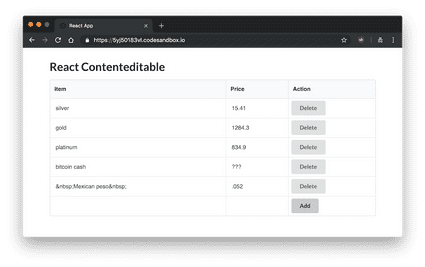 React App
https://5yj50183vl.codesandbox.io
React Contenteditable
Item Price Action
silver 15.41 Delete
gold 1284.3 Delete
platinum 834.9 Delete
bitcoin cash ??? Delete
&nbsp;Mexican peso&nbsp; .052 Delete
Add